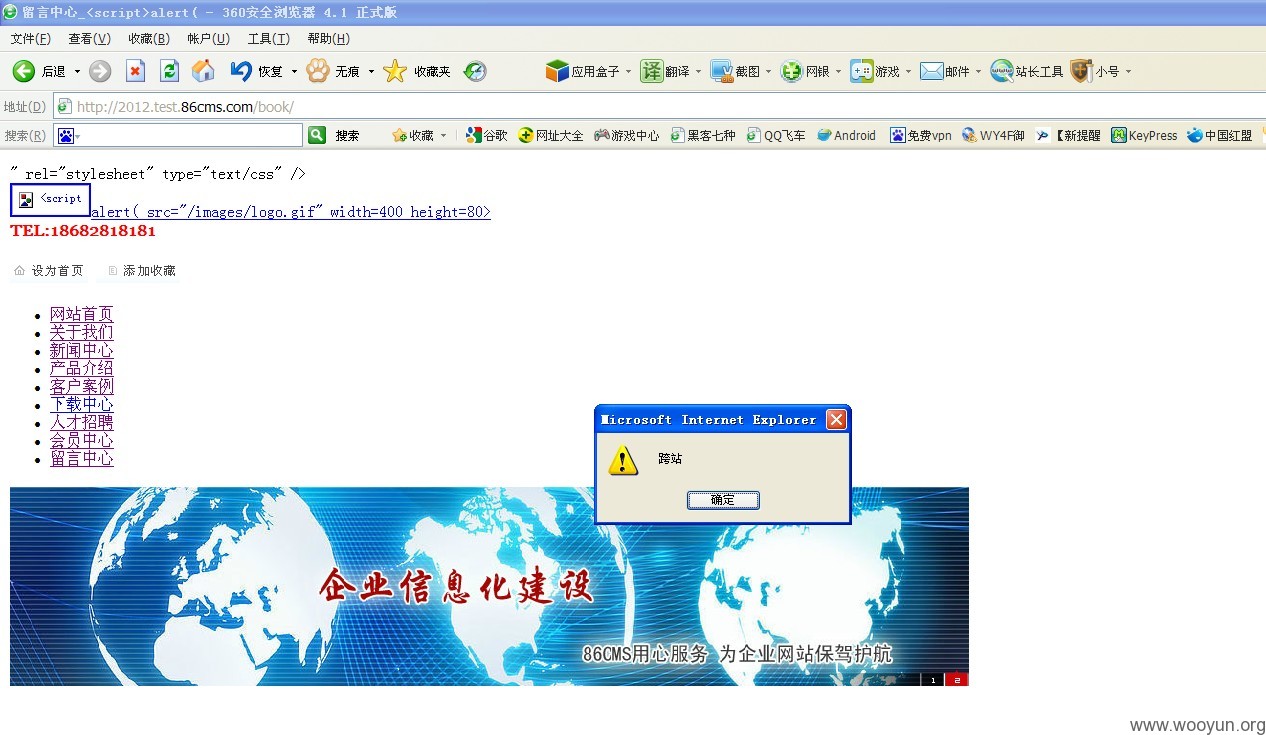 留言中心_<script>alert( - 360安全浏览器 4.1 正式版
文件(F) 查看(V) 收藏(B) 帐户(U) 工具(T) 帮助(H)
后退 恢复 无痕 收藏夹 应用盒子 译 翻译 截图 网银 游戏 邮件 站长工具 小号
地址(D) http://2012.test.86cms.com/book/
搜索(R) 搜索 收藏 谷歌 网址大全 游戏中心 黑客七种 QQ飞车 Android 免费vpn WY4F御 【新提醒 KeyPress 中国红盟
" rel="stylesheet" type="text/css" />
<script
alert( src="/images/logo.gif" width=400 height=80>
TEL:18682818181
设为首页 添加收藏
网站首页
关于我们
新闻中心
产品介绍
客户案例
下载中心
人才招聘
会员中心
留言中心
Microsoft Internet Explorer
跨站
确定
企业信息化建设
86CMS用心服务 为企业网站保驾护航
1 2
www.wooyun.org